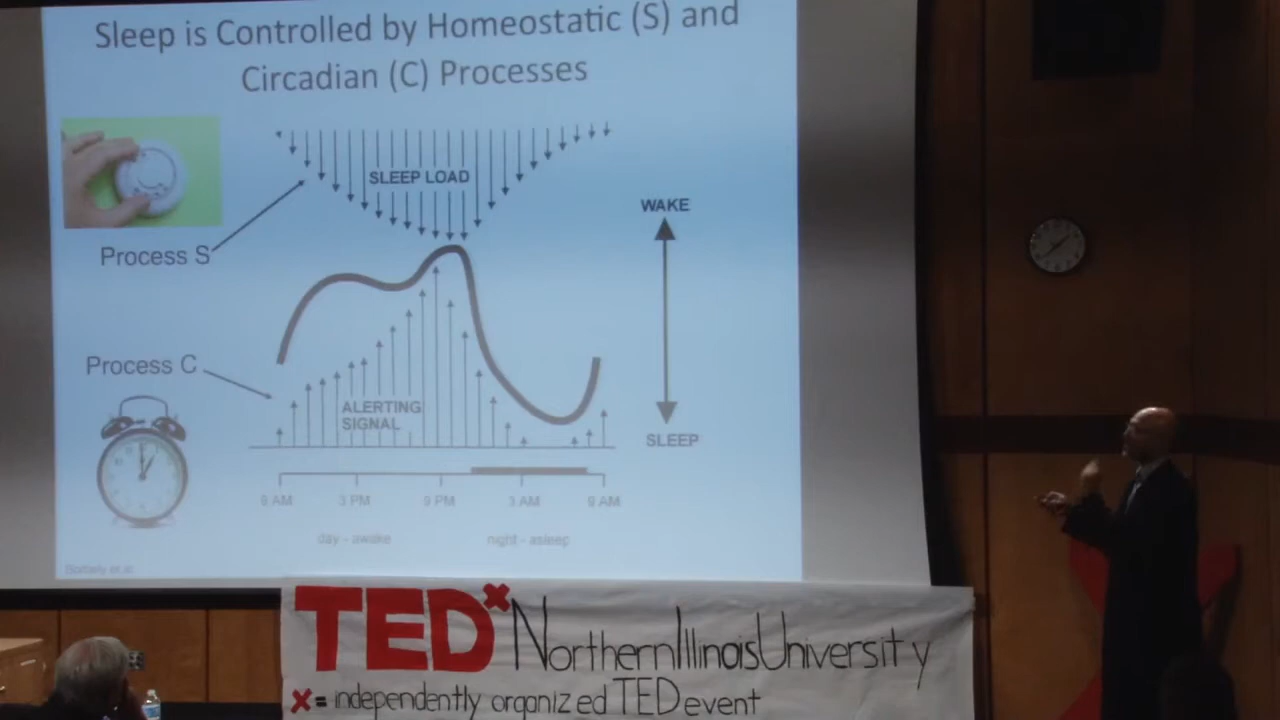 Sleep is Controlled by Homeostatic (S) and
Circadian (C) Processes
SLEEP LOAD
WAKE
Process S
Process C
ALERTING
SIGNAL
SLEEP
9 AM 3 PM 9 PM 3 AM 9 AM
day - awake night - asleep
TEDx NorthernIllinoisUniversity
x = independently organized TED event